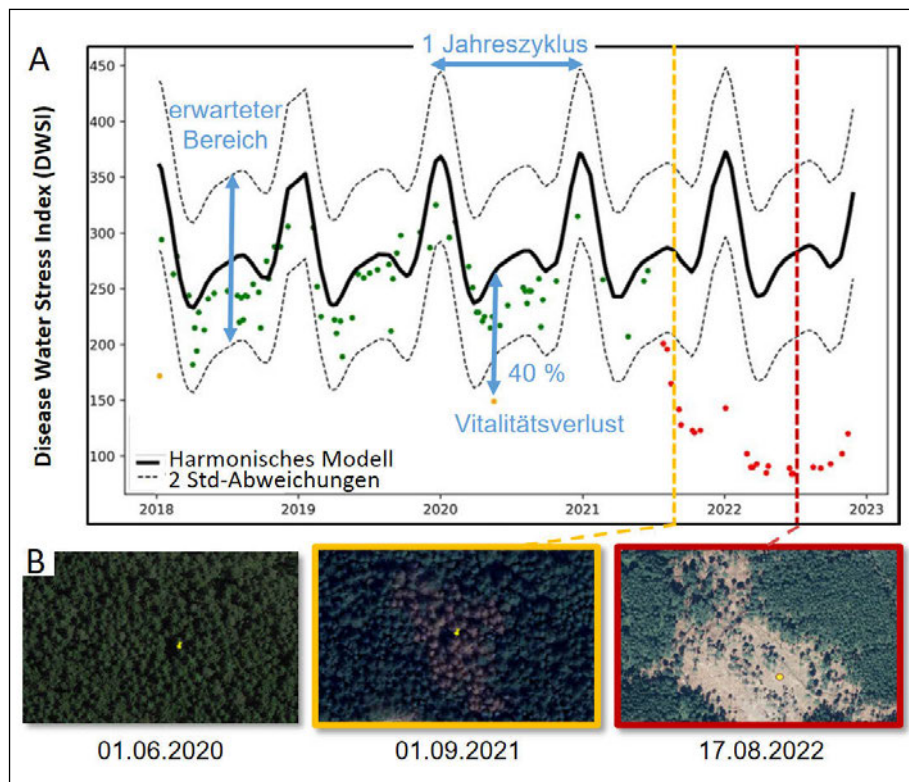 A
1 Jahreszyklus
erwarteter
Bereich
40 %
Vitalitätsverlust
Harmonisches Modell
2 Std-Abweichungen
Disease Water Stress Index (DWSI)
450
400
350
300
250
200
150
100
2018
2019
2020
2021
2022
2023
B
01.06.2020
01.09.2021
17.08.2022